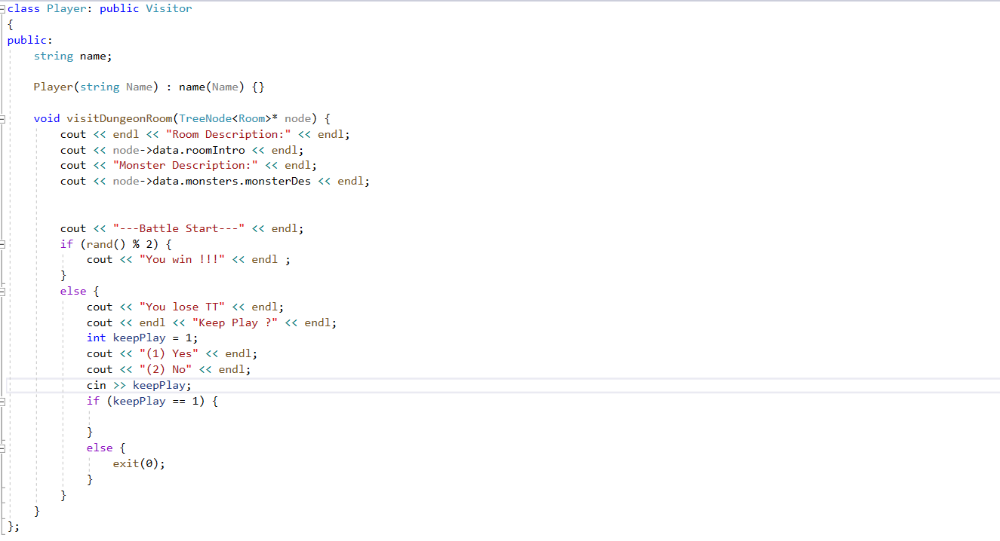 class Player: public Visitor
{
public:
    string name;

    Player(string Name) : name(Name) {}

    void visitDungeonRoom(TreeNode<Room>* node) {
        cout << endl << "Room Description:" << endl;
        cout << node->data.roomIntro << endl;
        cout << "Monster Description:" << endl;
        cout << node->data.monsters.monsterDes << endl;


        cout << "---Battle Start---" << endl;
        if (rand() % 2) {
            cout << "You win !!!" << endl ;
        }
        else {
            cout << "You lose TT" << endl;
            cout << endl << "Keep Play ?" << endl;
            int keepPlay = 1;
            cout << "(1) Yes" << endl;
            cout << "(2) No" << endl;
            cin >> keepPlay;
            if (keepPlay == 1) {

            }
            else {
                exit(0);
            }
        }
    }
};